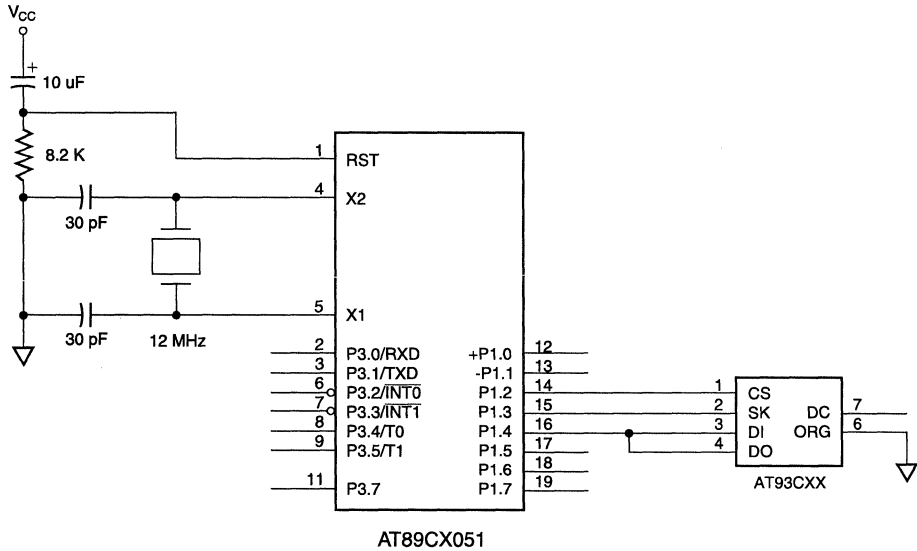 VCC
+
10 uF
8.2 K
30 pF
30 pF
12 MHz
1 RST
4 X2
5 X1
2 P3.0/RXD
3 P3.1/TXD
6 P3.2/INT0
7 P3.3/INT1
8 P3.4/T0
9 P3.5/T1
11 P3.7
+P1.0 12
-P1.1 13
P1.2 14
P1.3 15
P1.4 16
P1.5 17
P1.6 18
P1.7 19
AT89CX051
1 CS
2 SK DC 7
3 DI ORG 6
4 DO
AT93CXX